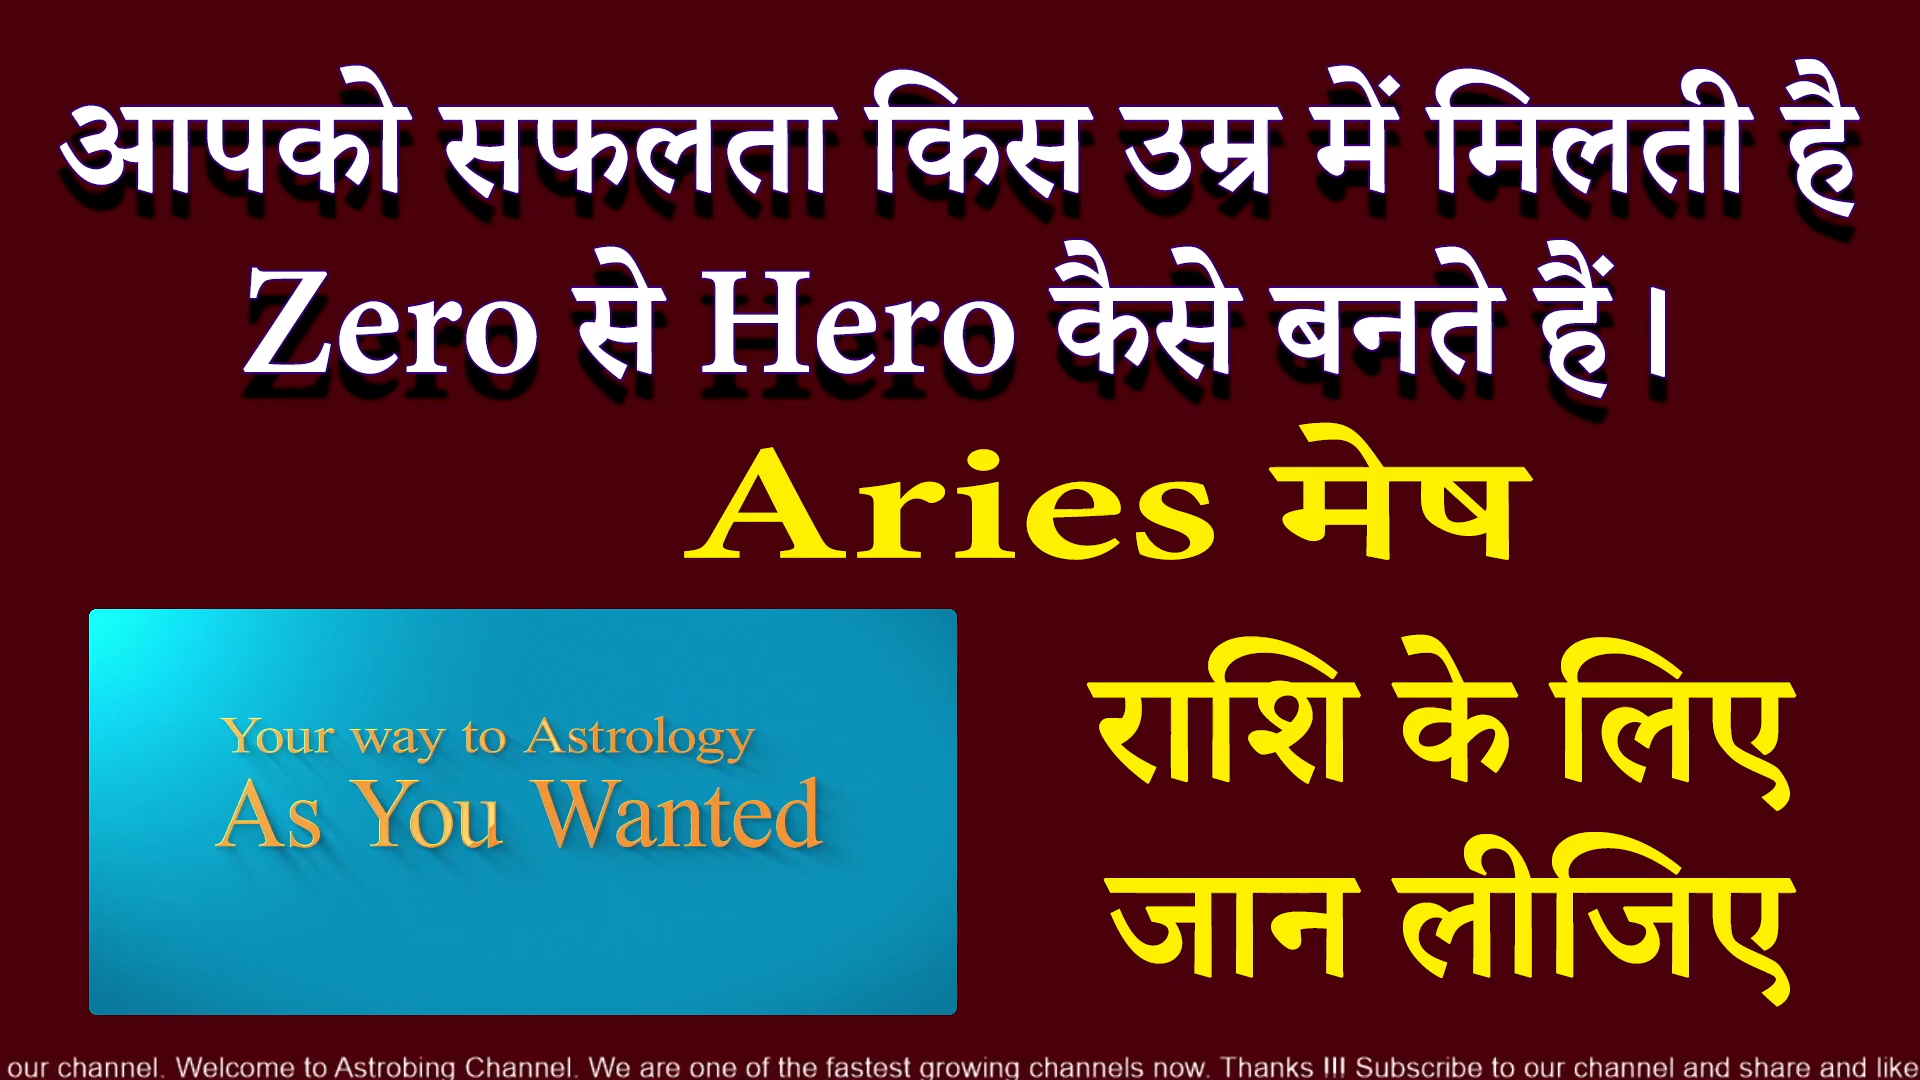 आपको सफलता किस उम्र में मिलती है
Zero से Hero कैसे बनते हैं।
Aries मेष
राशि के लिए
जान लीजिए
Your way to Astrology
As You Wanted
our channel. Welcome to Astrobing Channel. We are one of the fastest growing channels now. Thanks !!! Subscribe to our channel and share and like